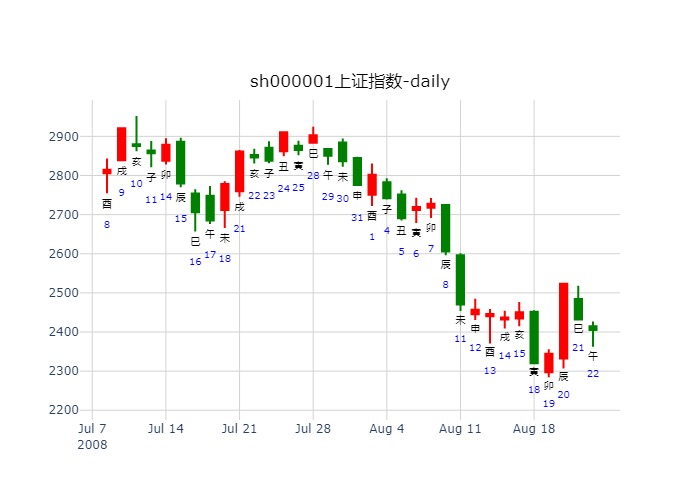 sh000001上证指数-daily
2900
2800
2700
2600
2500
2400
2300
2200
酉
8
戌
9
亥
10
子
11
卯
14
辰
15
巳
16
午
17
未
18
戌
21
亥
22
子
23
丑
24
寅
25
巳
28
午
29
未
30
申
31
酉
1
子
4
丑
5
寅
6
卯
7
辰
8
未
11
申
12
酉
13
戌
14
亥
15
寅
18
卯
19
辰
20
巳
21
午
22
Jul 7
2008
Jul 14
Jul 21
Jul 28
Aug 4
Aug 11
Aug 18